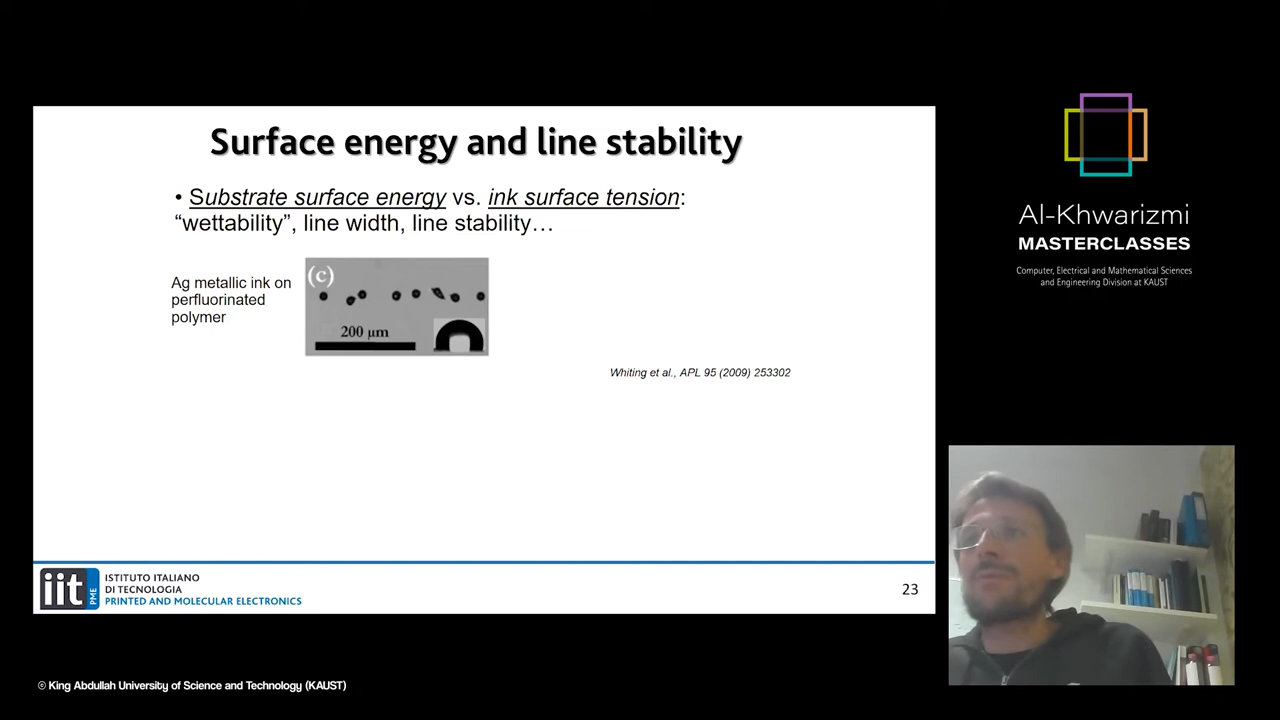 Surface energy and line stability
• Substrate surface energy vs. ink surface tension:
“wettability”, line width, line stability…
Ag metallic ink on
perfluorinated
polymer
(c)
200 µm
Whiting et al., APL 95 (2009) 253302
iit
PME
ISTITUTO ITALIANO
DI TECNOLOGIA
PRINTED AND MOLECULAR ELECTRONICS
23
Al-Khwarizmi
MASTERCLASSES
Computer, Electrical and Mathematical Sciences
and Engineering Division at KAUST
© King Abdullah University of Science and Technology (KAUST)